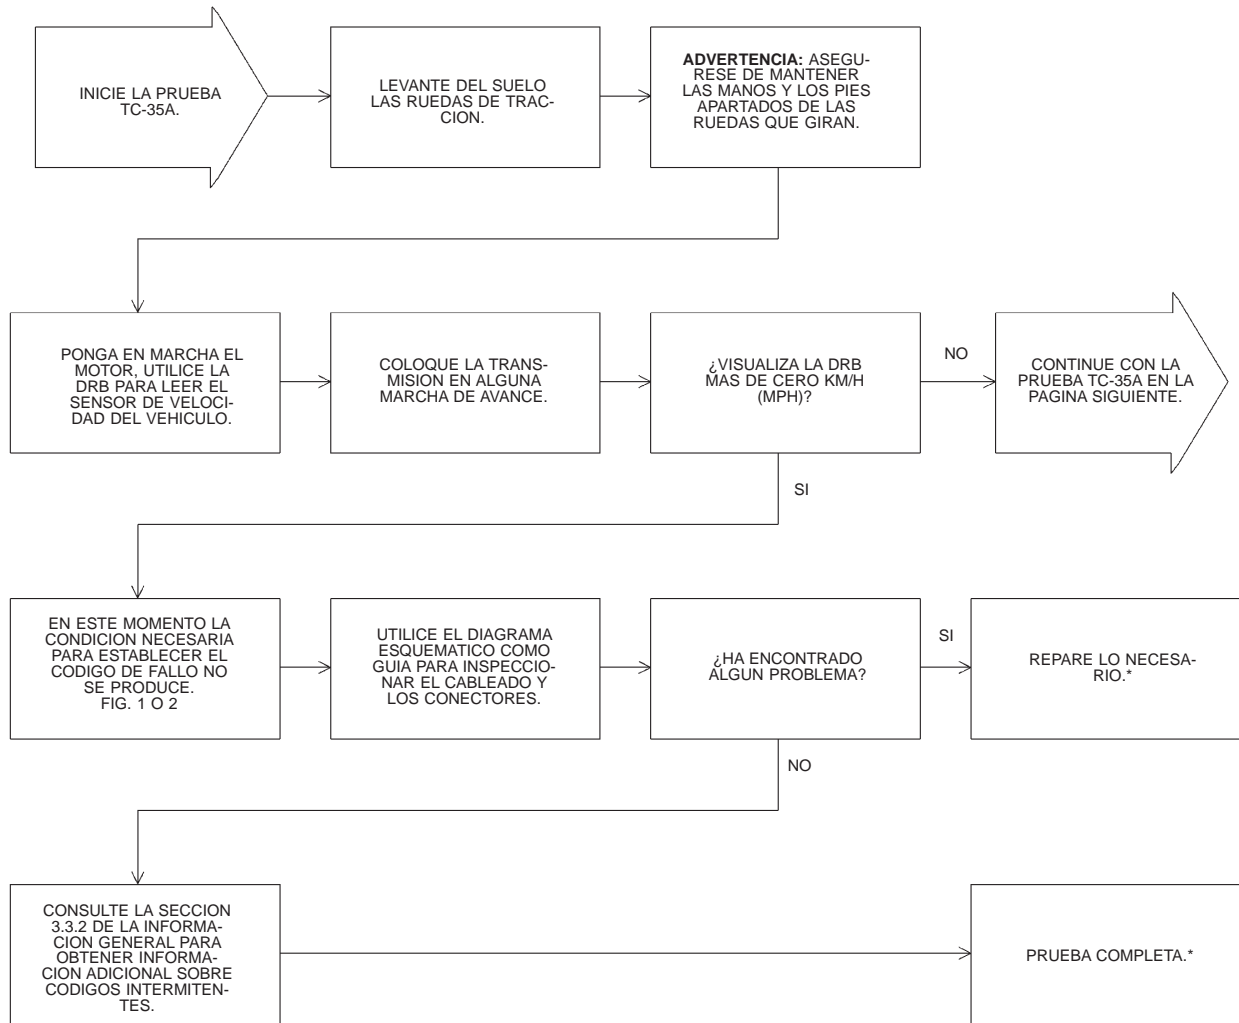 INICIE LA PRUEBA
TC-35A.
LEVANTE DEL SUELO
LAS RUEDAS DE TRAC-
CION.
ADVERTENCIA: ASEGU-
RESE DE MANTENER
LAS MANOS Y LOS PIES
APARTADOS DE LAS
RUEDAS QUE GIRAN.
PONGA EN MARCHA EL
MOTOR, UTILICE LA
DRB PARA LEER EL
SENSOR DE VELOCI-
DAD DEL VEHICULO.
COLOQUE LA TRANS-
MISION EN ALGUNA
MARCHA DE AVANCE.
¿VISUALIZA LA DRB
MAS DE CERO KM/H
(MPH)?
NO
CONTINUE CON LA
PRUEBA TC-35A EN LA
PAGINA SIGUIENTE.
SI
EN ESTE MOMENTO LA
CONDICION NECESARIA
PARA ESTABLECER EL
CODIGO DE FALLO NO
SE PRODUCE.
FIG. 1 O 2
UTILICE EL DIAGRAMA
ESQUEMATICO COMO
GUIA PARA INSPECCIO-
NAR EL CABLEADO Y
LOS CONECTORES.
¿HA ENCONTRADO
ALGUN PROBLEMA?
SI
REPARE LO NECESA-
RIO.*
NO
CONSULTE LA SECCION
3.3.2 DE LA INFORMA-
CION GENERAL PARA
OBTENER INFORMA-
CION ADICIONAL SOBRE
CODIGOS INTERMITEN-
TES.
PRUEBA COMPLETA.*